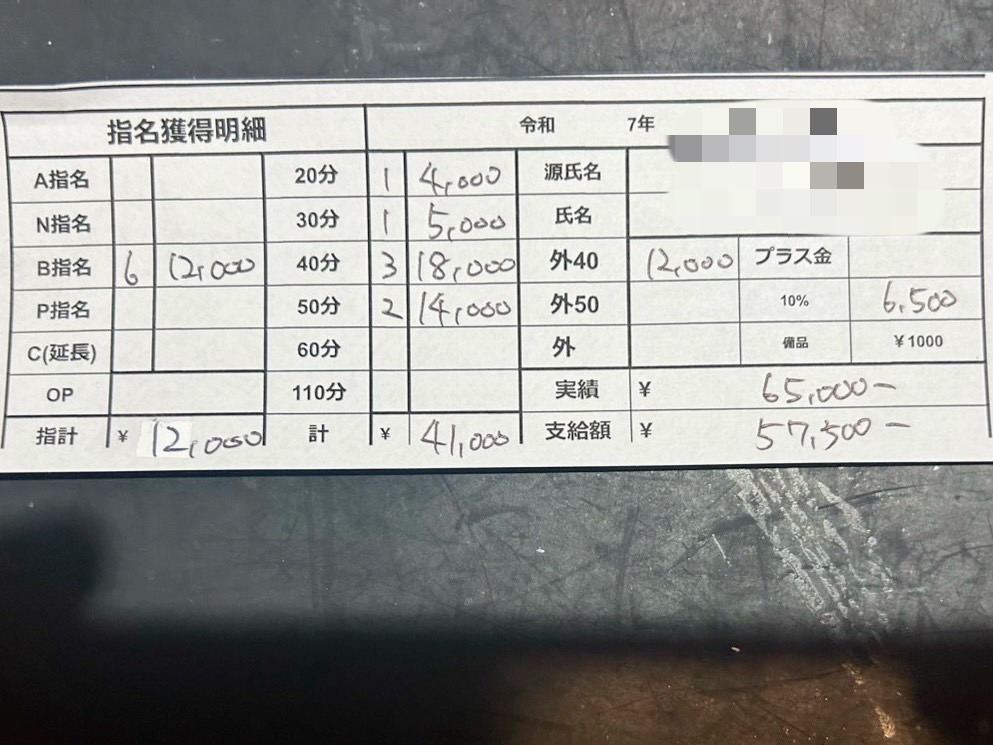 指名獲得明細 令和 7年
A指名 20分 1 4,000 源氏名
N指名 30分 1 5,000 氏名
B指名 6 12,000 40分 3 18,000 外40 12,000 プラス金
P指名 50分 2 14,000 外50 10% 6,500
C(延長) 60分 外 備品 ¥1000
OP 110分 実績 ¥ 65,000-
指計 ¥ 12,000 計 ¥ 41,000 支給額 ¥ 57,500-